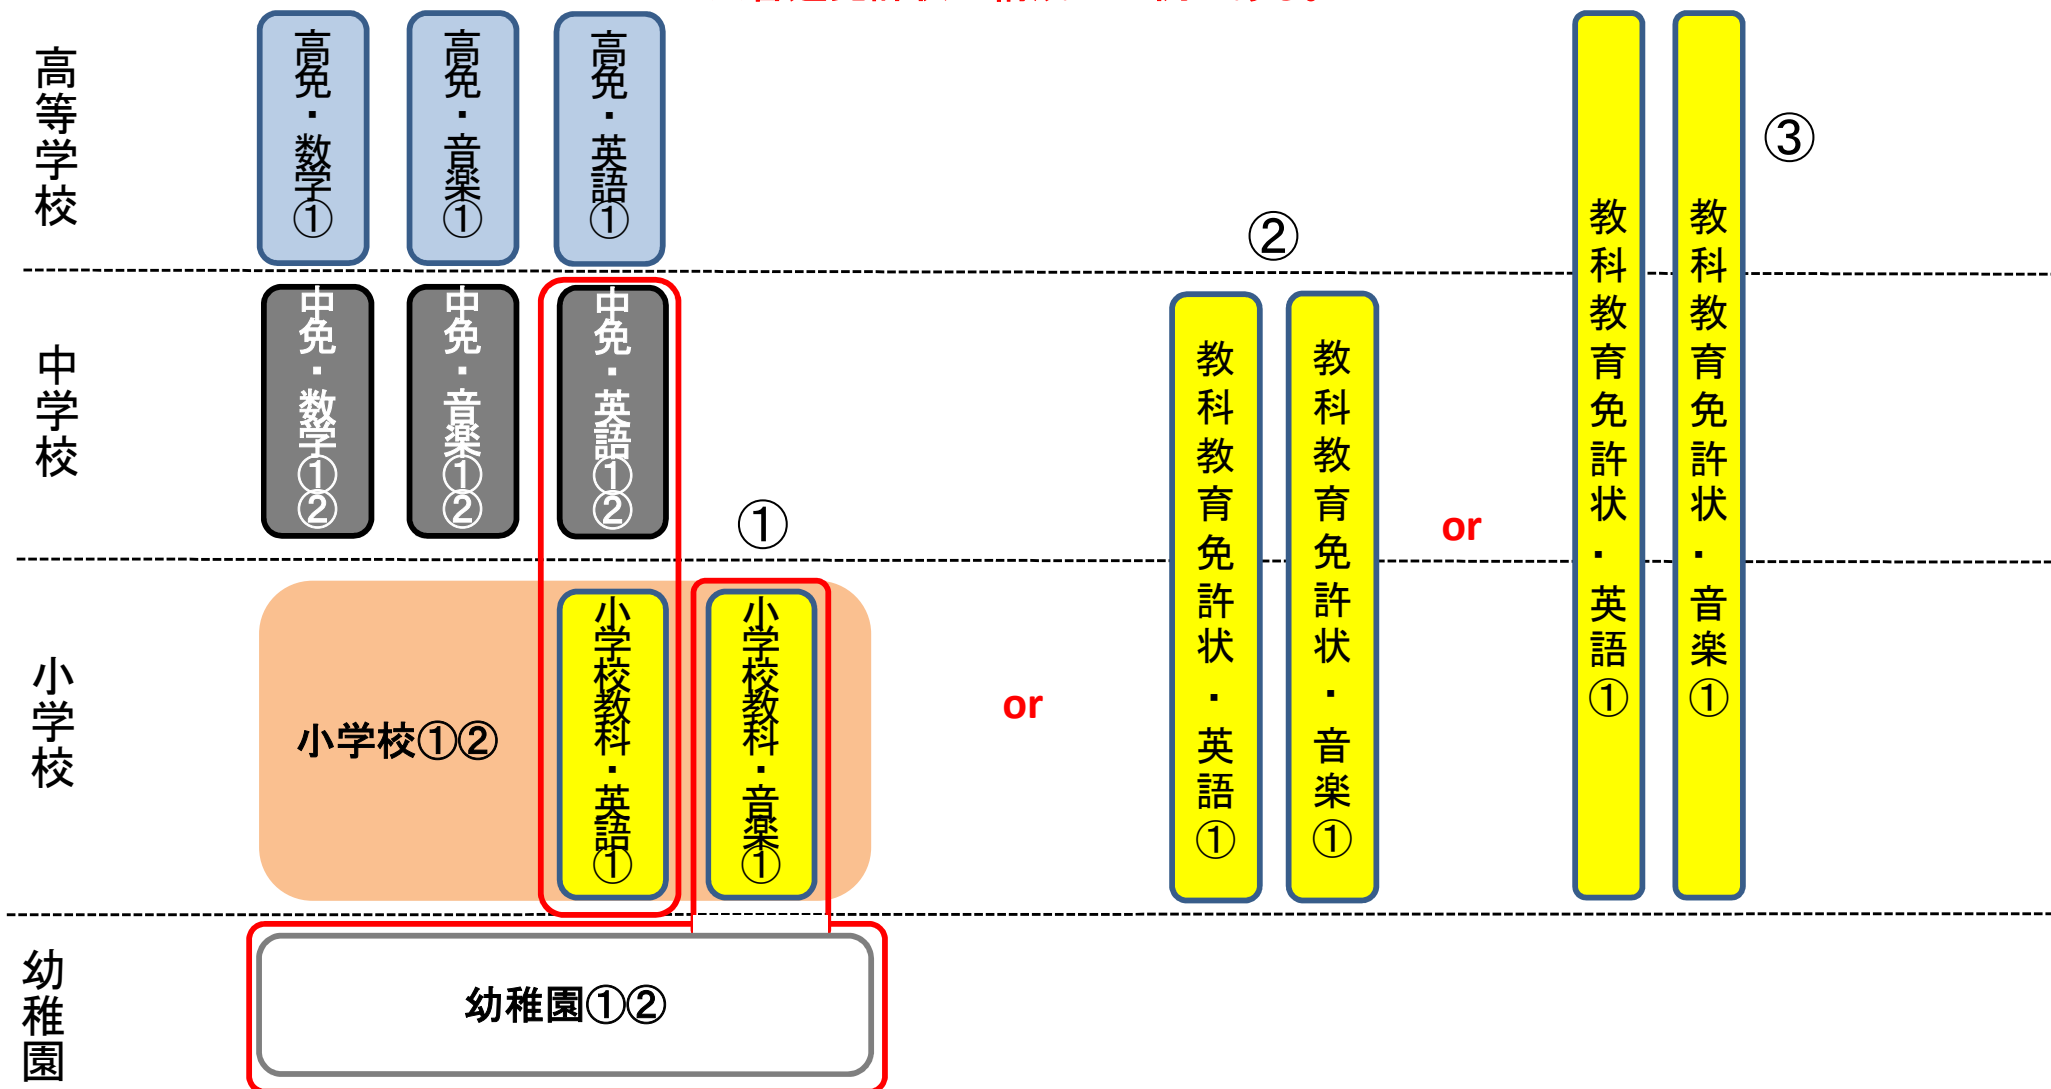 高等学校
高免・数学①
高免・音楽①
高免・英語①
③
教科教育免許状・英語①
教科教育免許状・音楽①
②
中学校
中免・数学①②
中免・音楽①②
中免・英語①②
①
教科教育免許状・英語①
教科教育免許状・音楽①
or
小学校
小学校①②
小学校教科・英語①
小学校教科・音楽①
or
幼稚園
幼稚園①②